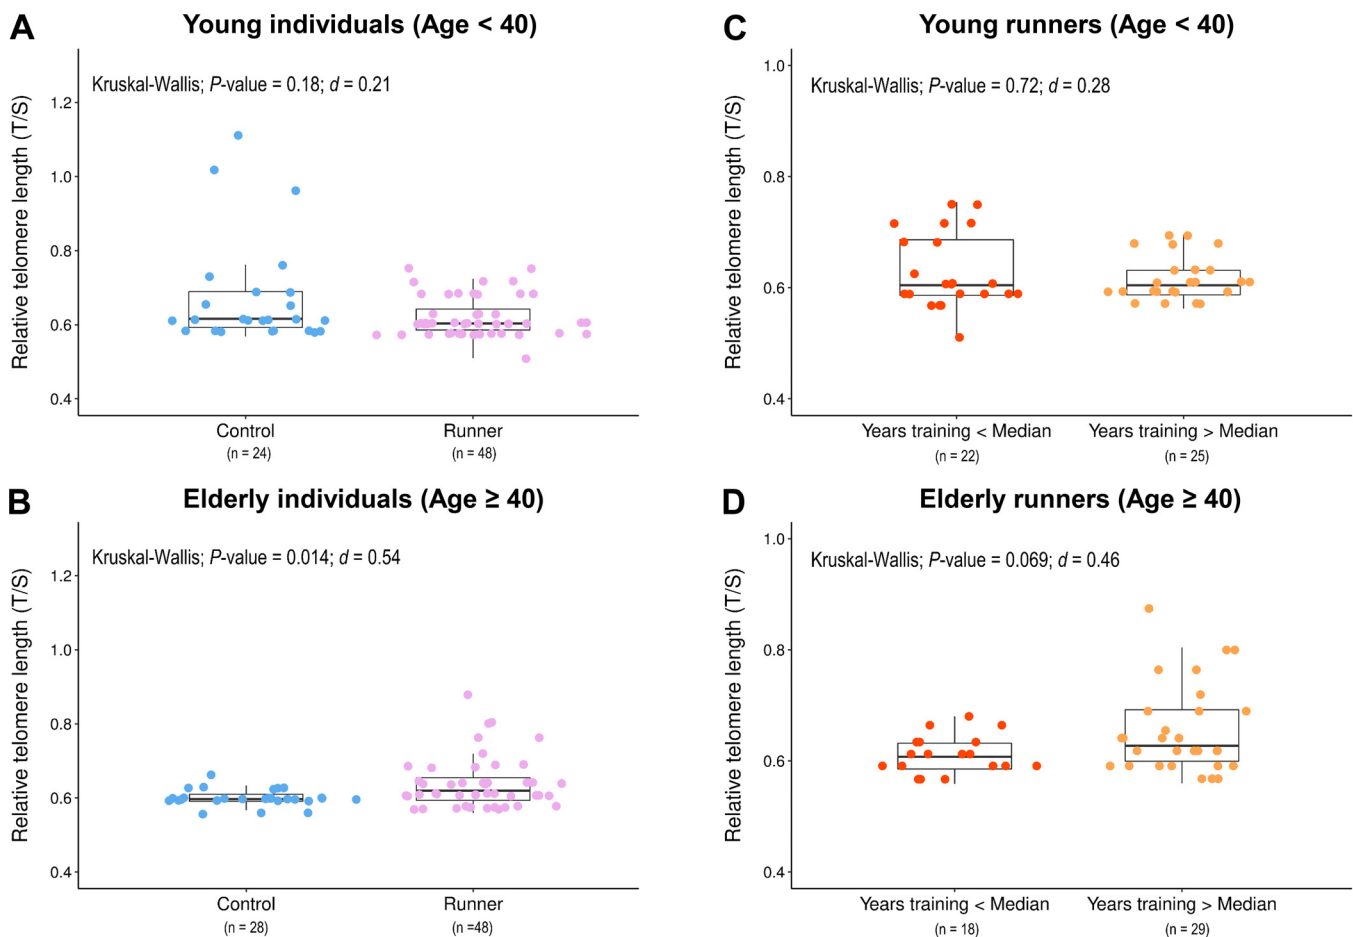 A
Young individuals (Age < 40)
Kruskal-Wallis; P-value = 0.18; d = 0.21
Relative telomere length (T/S)
1.2
1.0
0.8
0.6
0.4
Control
(n = 24)
Runner
(n = 48)
C
Young runners (Age < 40)
Kruskal-Wallis; P-value = 0.72; d = 0.28
Relative telomere length (T/S)
1.0
0.8
0.6
0.4
Years training < Median
(n = 22)
Years training > Median
(n = 25)
B
Elderly individuals (Age ≥ 40)
Kruskal-Wallis; P-value = 0.014; d = 0.54
Relative telomere length (T/S)
1.2
1.0
0.8
0.6
0.4
Control
(n = 28)
Runner
(n =48)
D
Elderly runners (Age ≥ 40)
Kruskal-Wallis; P-value = 0.069; d = 0.46
Relative telomere length (T/S)
1.0
0.8
0.6
0.4
Years training < Median
(n = 18)
Years training > Median
(n = 29)